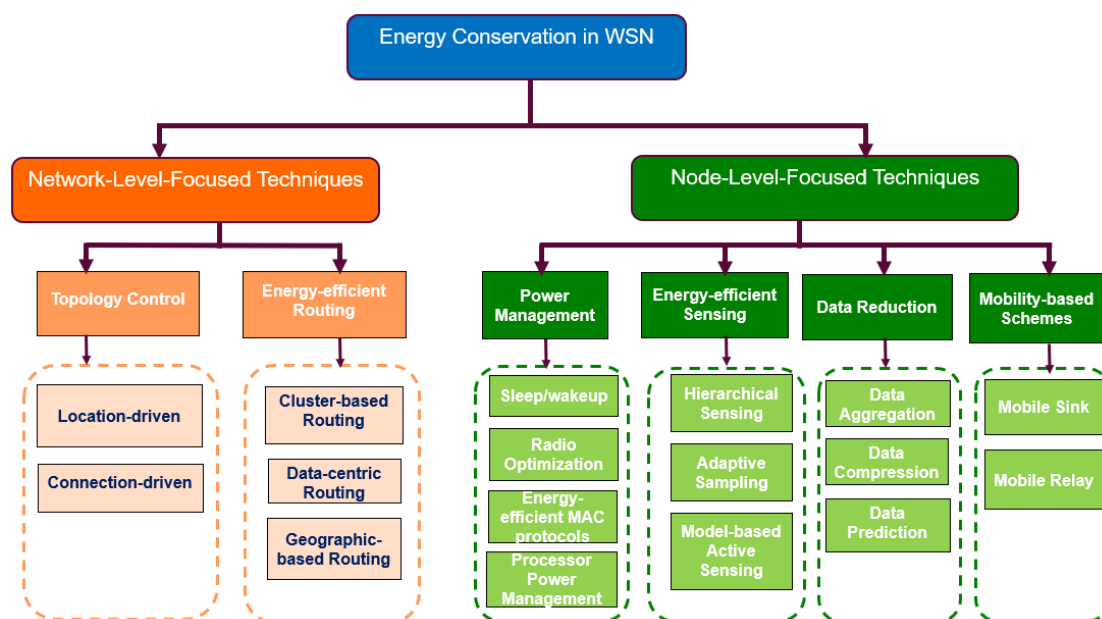 Energy Conservation in WSN
Network-Level-Focused Techniques
Node-Level-Focused Techniques
Topology Control
Energy-efficient
Routing
Power
Management
Energy-efficient
Sensing
Data Reduction
Mobility-based
Schemes
Location-driven
Connection-driven
Cluster-based
Routing
Data-centric
Routing
Geographic-
based Routing
Sleep/wakeup
Radio
Optimization
Energy-
efficient MAC
protocols
Processor
Power
Management
Hierarchical
Sensing
Adaptive
Sampling
Model-based
Active
Sensing
Data
Aggregation
Data
Compression
Data
Prediction
Mobile Sink
Mobile Relay